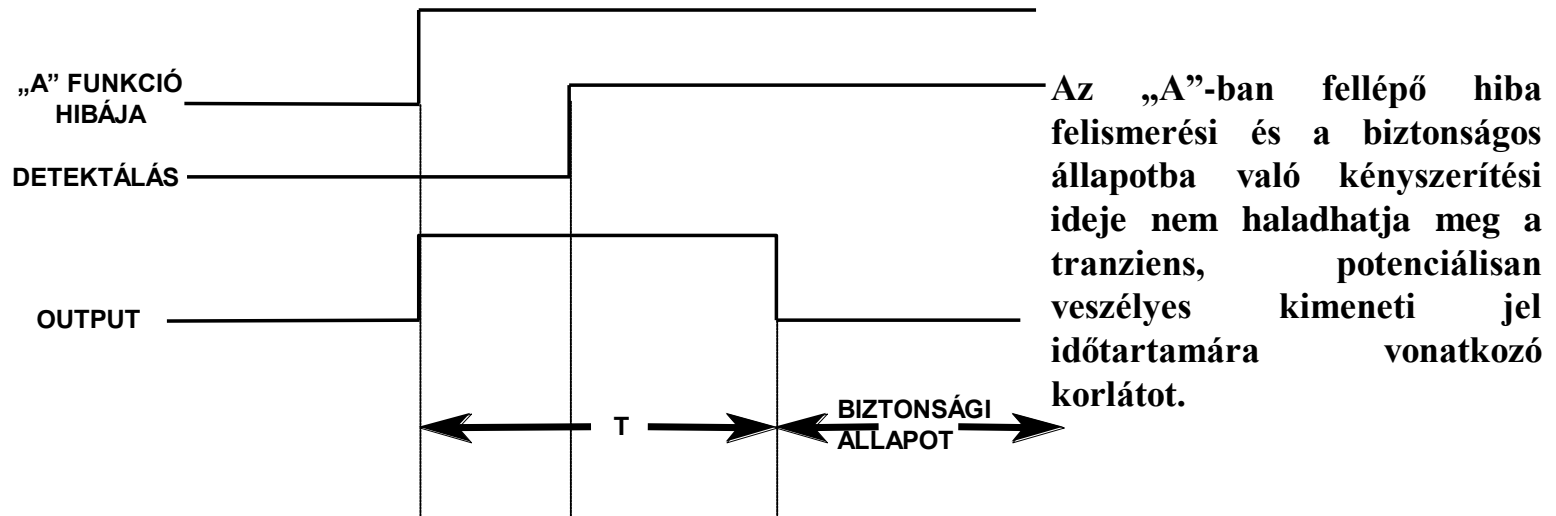 „A” FUNKCIÓ
HIBÁJA
DETEKTÁLÁS
OUTPUT
T
BIZTONSÁGI
ÁLLAPOT
Az „A”-ban fellépő hiba
felismerési és a biztonságos
állapotba való kényszerítési
ideje nem haladhatja meg a
tranziens, potenciálisan
veszélyes kimeneti jel
időtartamára vonatkozó
korlátot.